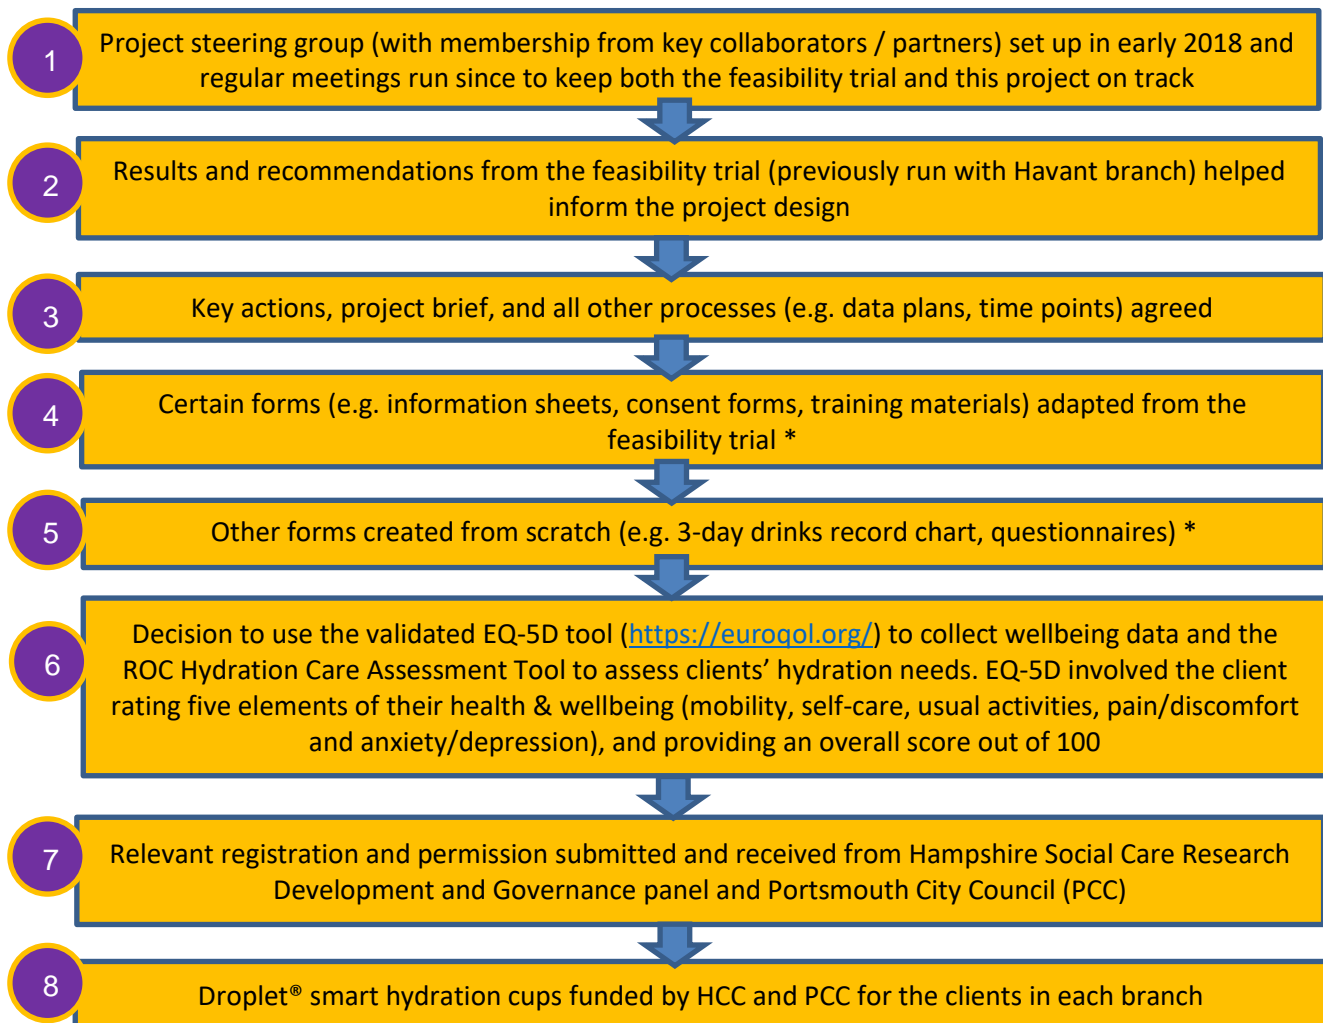 1
Project steering group (with membership from key collaborators / partners) set up in early 2018 and
regular meetings run since to keep both the feasibility trial and this project on track
2
Results and recommendations from the feasibility trial (previously run with Havant branch) helped
inform the project design
3
Key actions, project brief, and all other processes (e.g. data plans, time points) agreed
4
Certain forms (e.g. information sheets, consent forms, training materials) adapted from the
feasibility trial *
5
Other forms created from scratch (e.g. 3-day drinks record chart, questionnaires) *
6
Decision to use the validated EQ-5D tool (https://euroqol.org/) to collect wellbeing data and the
ROC Hydration Care Assessment Tool to assess clients’ hydration needs. EQ-5D involved the client
rating five elements of their health & wellbeing (mobility, self-care, usual activities, pain/discomfort
and anxiety/depression), and providing an overall score out of 100
7
Relevant registration and permission submitted and received from Hampshire Social Care Research
Development and Governance panel and Portsmouth City Council (PCC)
8
Droplet® smart hydration cups funded by HCC and PCC for the clients in each branch